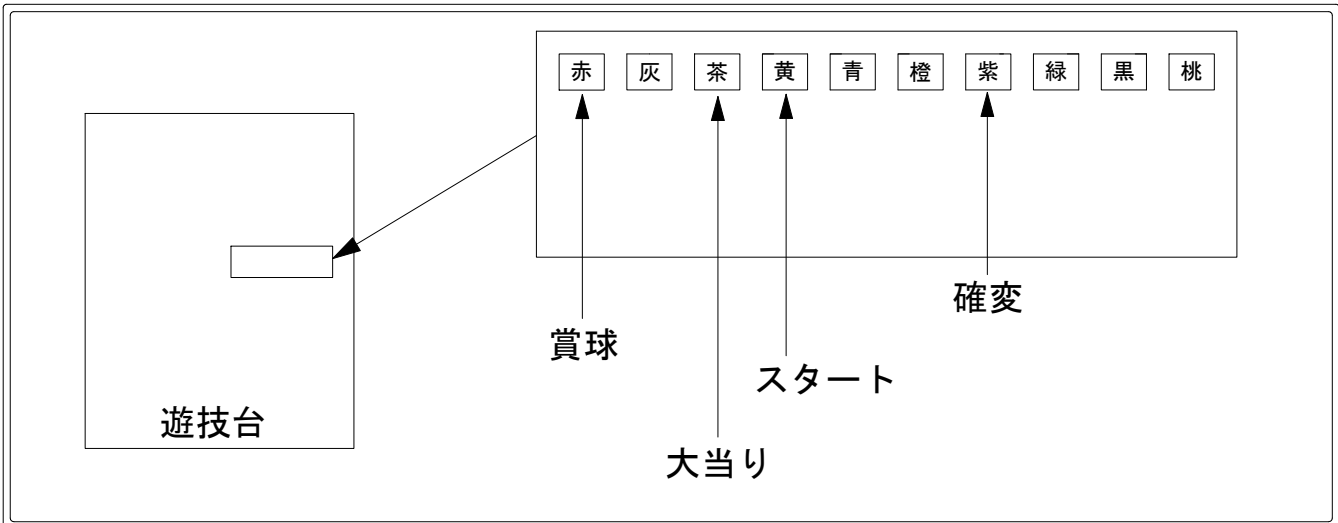 赤 灰 茶 黄 青 橙 紫 緑 黒 桃
確変
賞球
スタート
遊技台
大当り